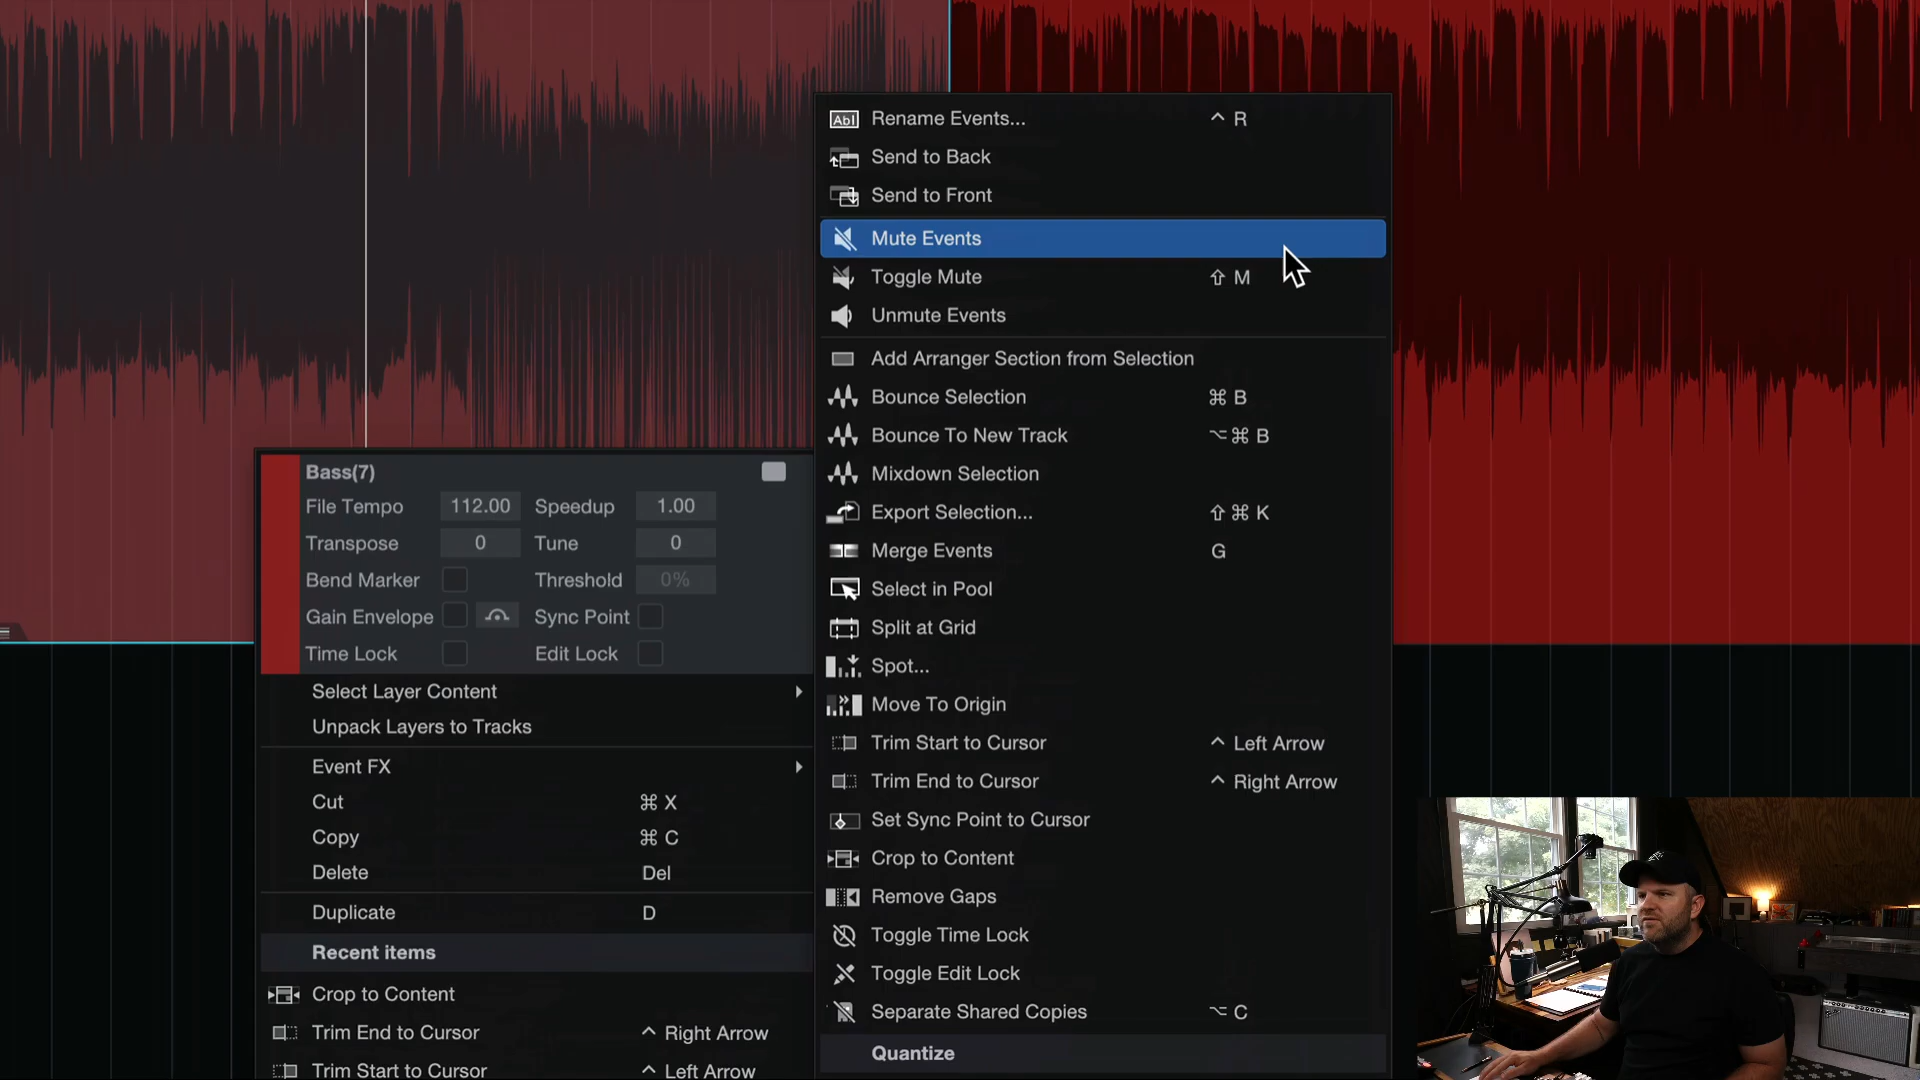 Rename Events... ^ R
Send to Back
Send to Front
Mute Events
Toggle Mute ⇧ M
Unmute Events
Add Arranger Section from Selection
Bounce Selection ⌘ B
Bounce To New Track ⌥⌘ B
Mixdown Selection
Export Selection... ⇧ ⌘ K
Merge Events G
Select in Pool
Split at Grid
Spot...
Move To Origin
Trim Start to Cursor ^ Left Arrow
Trim End to Cursor ^ Right Arrow
Set Sync Point to Cursor
Crop to Content
Remove Gaps
Toggle Time Lock
Toggle Edit Lock
Separate Shared Copies ⌥ C
Quantize
Bass(7)
File Tempo 112.00 Speedup 1.00
Transpose 0 Tune 0
Bend Marker Threshold 0%
Gain Envelope Sync Point
Time Lock Edit Lock
Select Layer Content
Unpack Layers to Tracks
Event FX
Cut ⌘ X
Copy ⌘ C
Delete Del
Duplicate D
Recent items
Crop to Content
Trim End to Cursor ^ Right Arrow
Trim Start to Cursor ^ Left Arrow